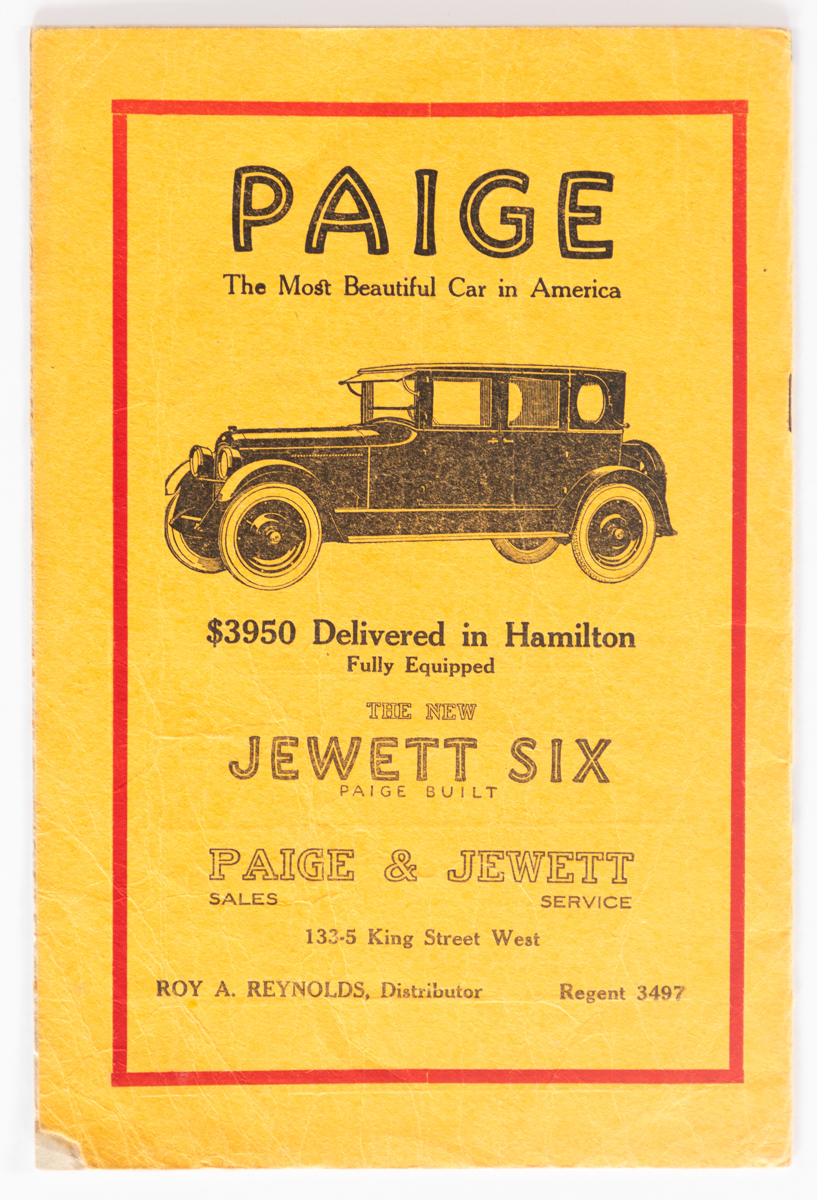 PAIGE
The Most Beautiful Car in America
$3950 Delivered in Hamilton
Fully Equipped
THE NEW
JEWETT SIX
PAIGE BUILT
PAIGE & JEWETT
SALES SERVICE
133-5 King Street West
ROY A. REYNOLDS, Distributor Regent 3497